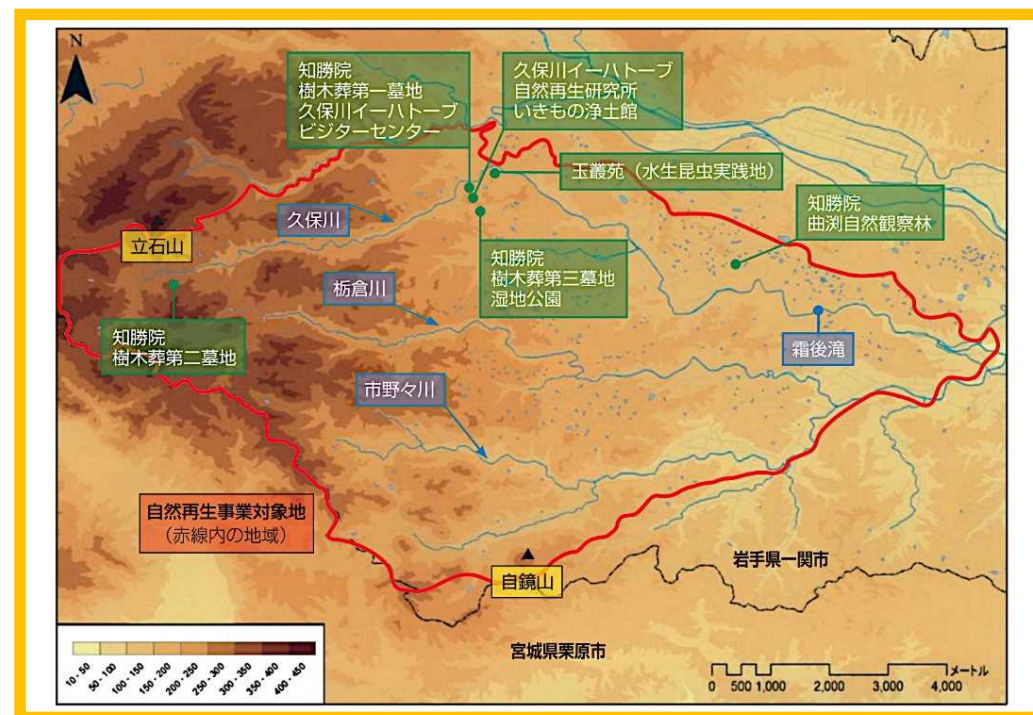 N
知勝院
樹木葬第一墓地
久保川イーハトーブ
ビジターセンター
久保川イーハトーブ
自然再生研究所
いきもの浄土館
玉叢苑（水生昆虫実践地）
知勝院
曲渕自然観察林
久保川
立石山
知勝院
樹木葬第三墓地
湿地公園
栃倉川
霜後滝
知勝院
樹木葬第二墓地
市野々川
自然再生事業対象地
（赤線内の地域）
自鏡山
岩手県一関市
宮城県栗原市
10 - 50
50 - 100
100 - 150
150 - 200
200 - 250
250 - 300
300 - 350
350 - 400
400 - 450
メートル
0 500 1,000 2,000 3,000 4,000